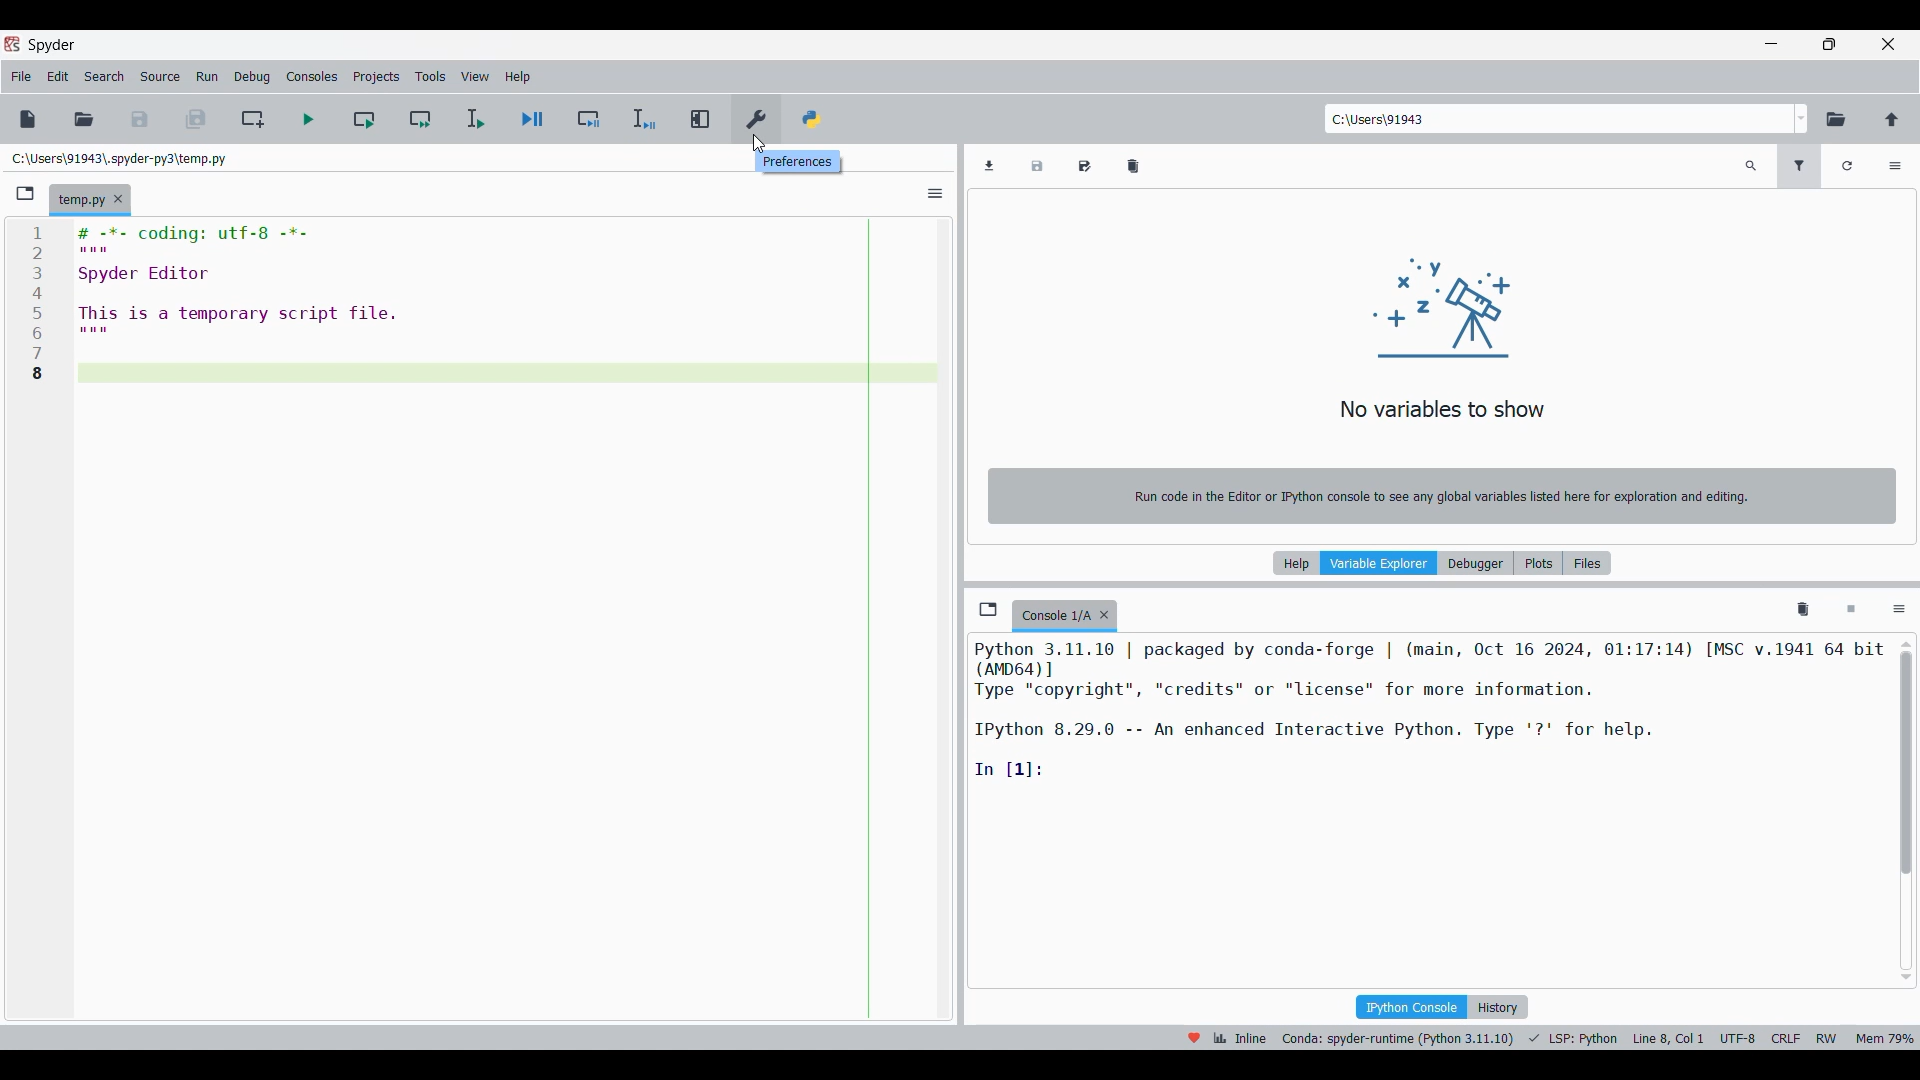 Spyder
File Edit Search Source Run Debug Consoles Projects Tools View Help
C:\Users\91943
C:\Users\91943\.spyder-py3\temp.py
Preferences
temp.py
1 # -*- coding: utf-8 -*-
2 """
3 Spyder Editor
4
5 This is a temporary script file.
6 """
7
8
x y z
No variables to show
Run code in the Editor or IPython console to see any global variables listed here for exploration and editing.
Help Variable Explorer Debugger Plots Files
Console 1/A
Python 3.11.10 | packaged by conda-forge | (main, Oct 16 2024, 01:17:14) [MSC v.1941 64 bit
(AMD64)]
Type "copyright", "credits" or "license" for more information.
IPython 8.29.0 -- An enhanced Interactive Python. Type '?' for help.
In [1]:
IPython Console History
Inline Conda: spyder-runtime (Python 3.11.10) LSP: Python Line 8, Col 1 UTF-8 CRLF RW Mem 79%